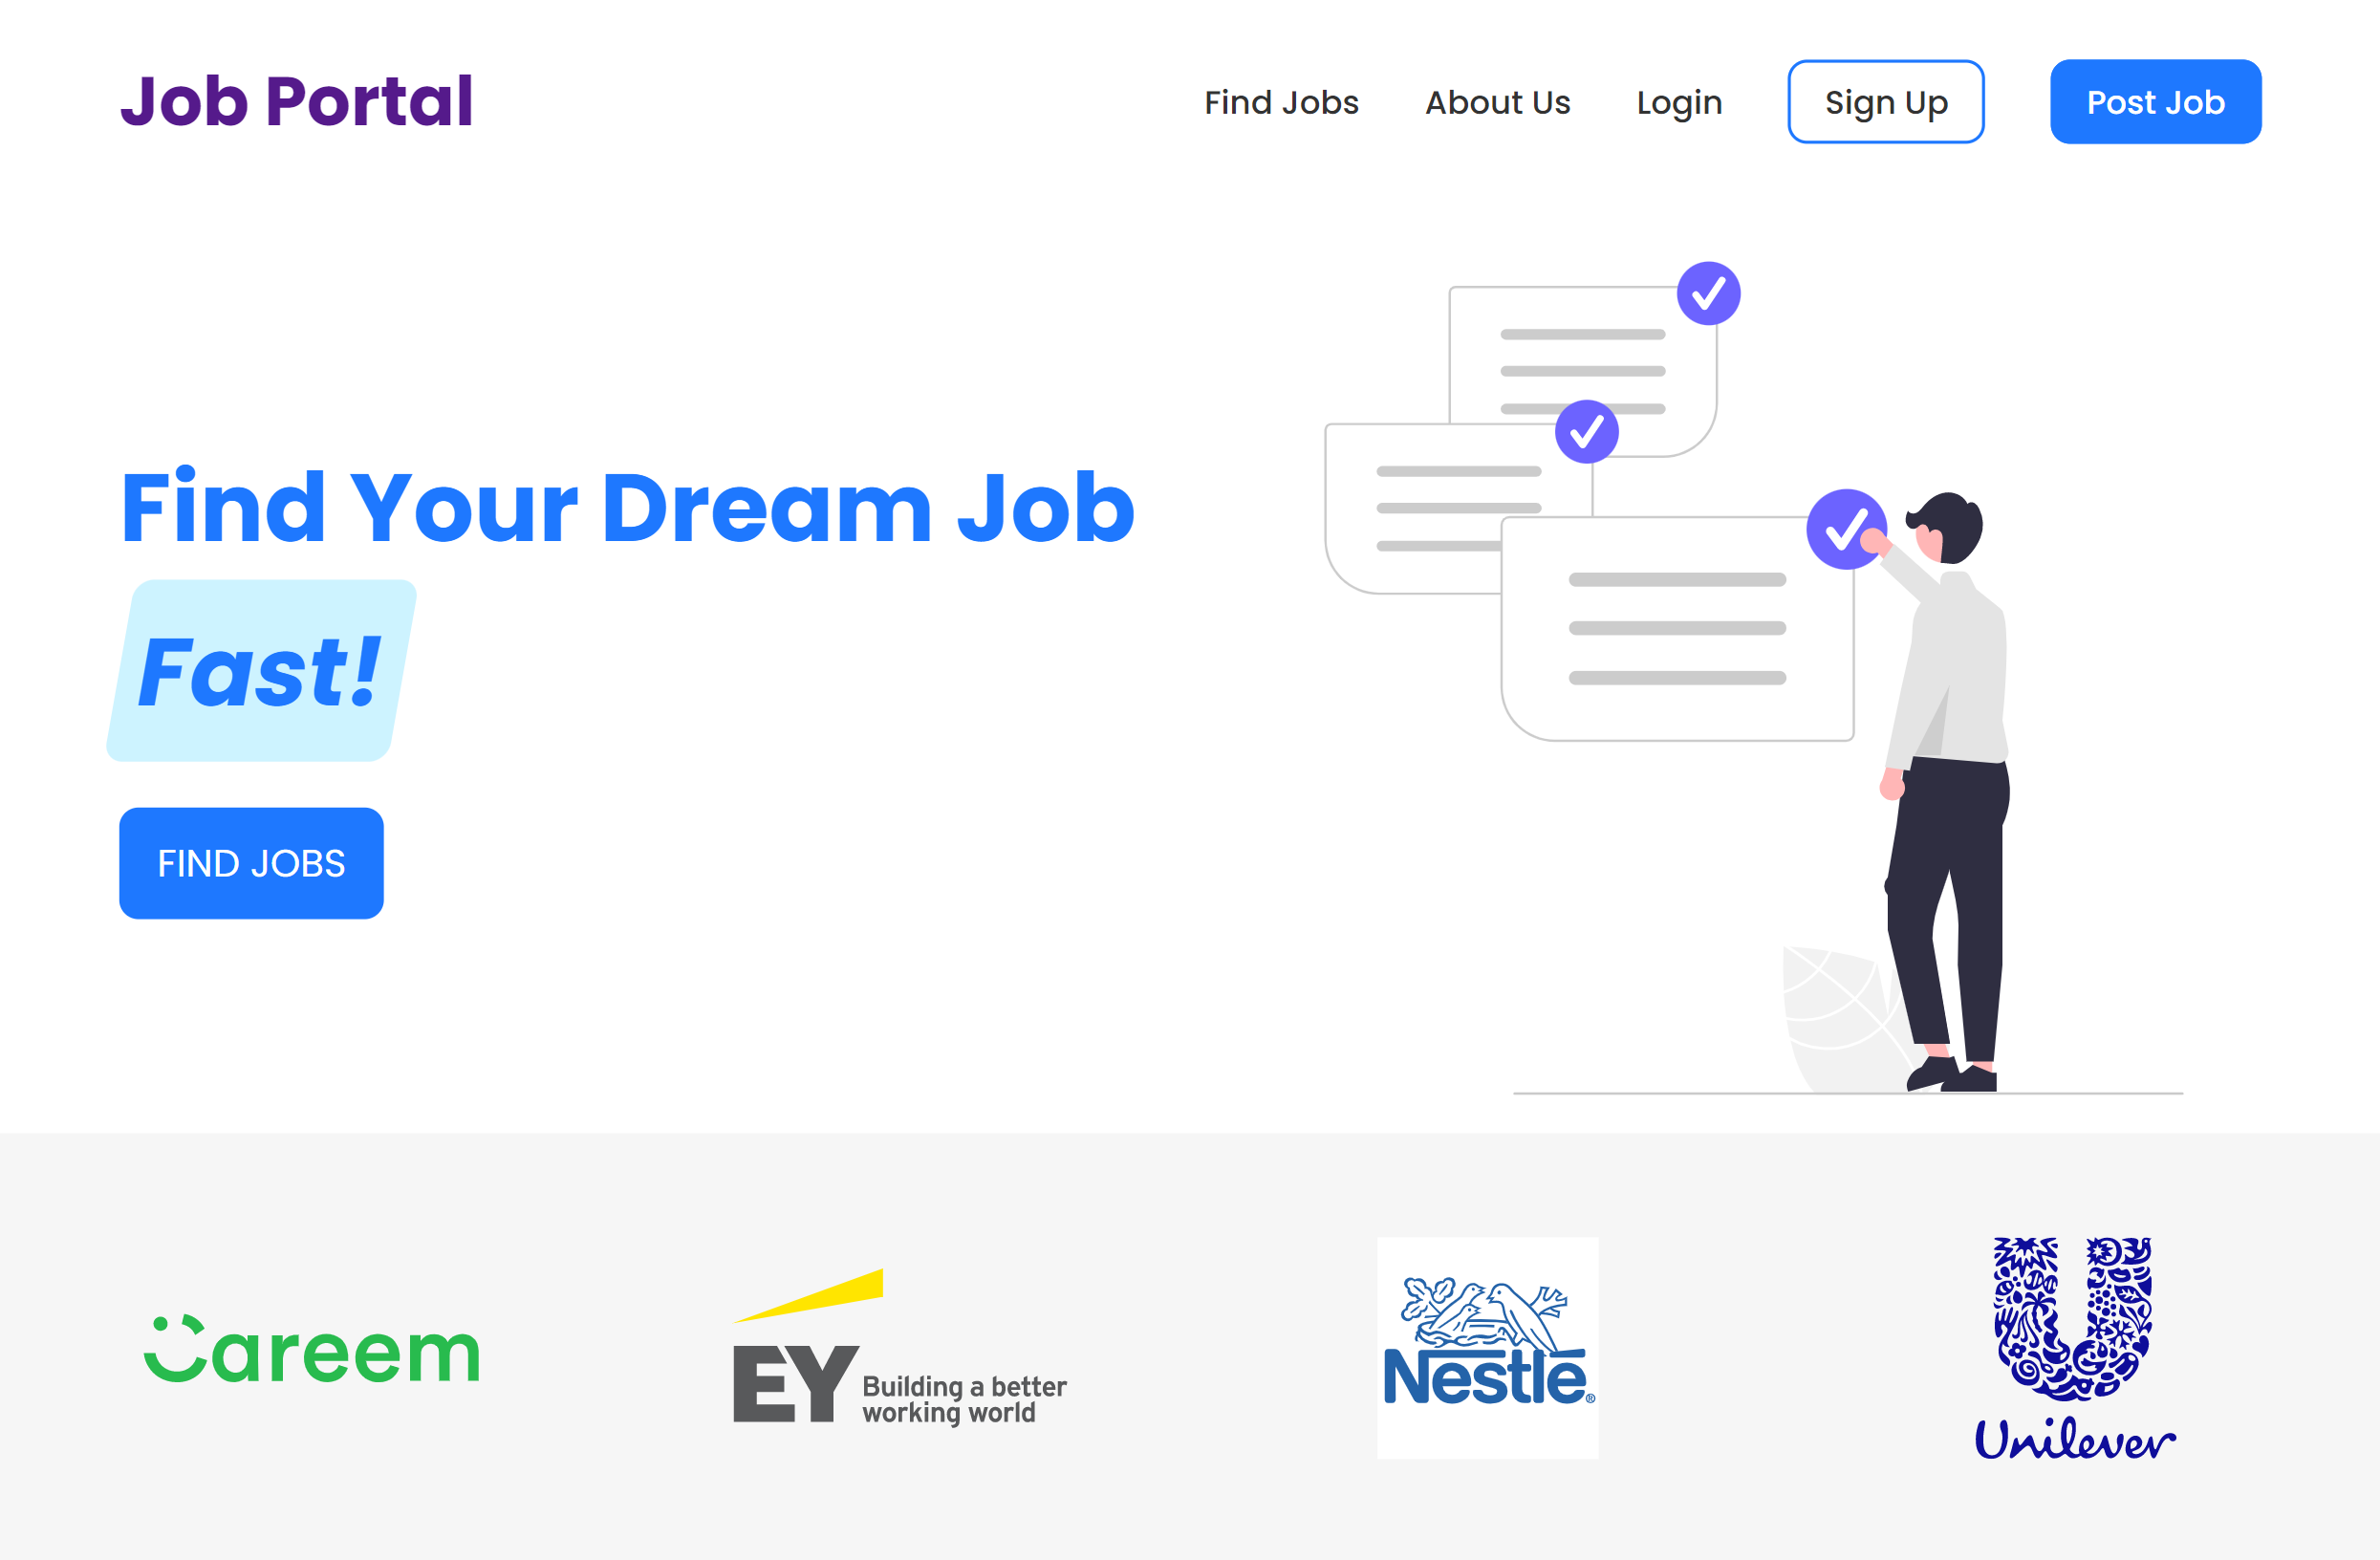 Job Portal
Find Jobs
About Us
Login
Sign Up
Post Job
Find Your Dream Job
Fast!
FIND JOBS
Careem
EY
Building a better
working world
Nestle®
Unilever